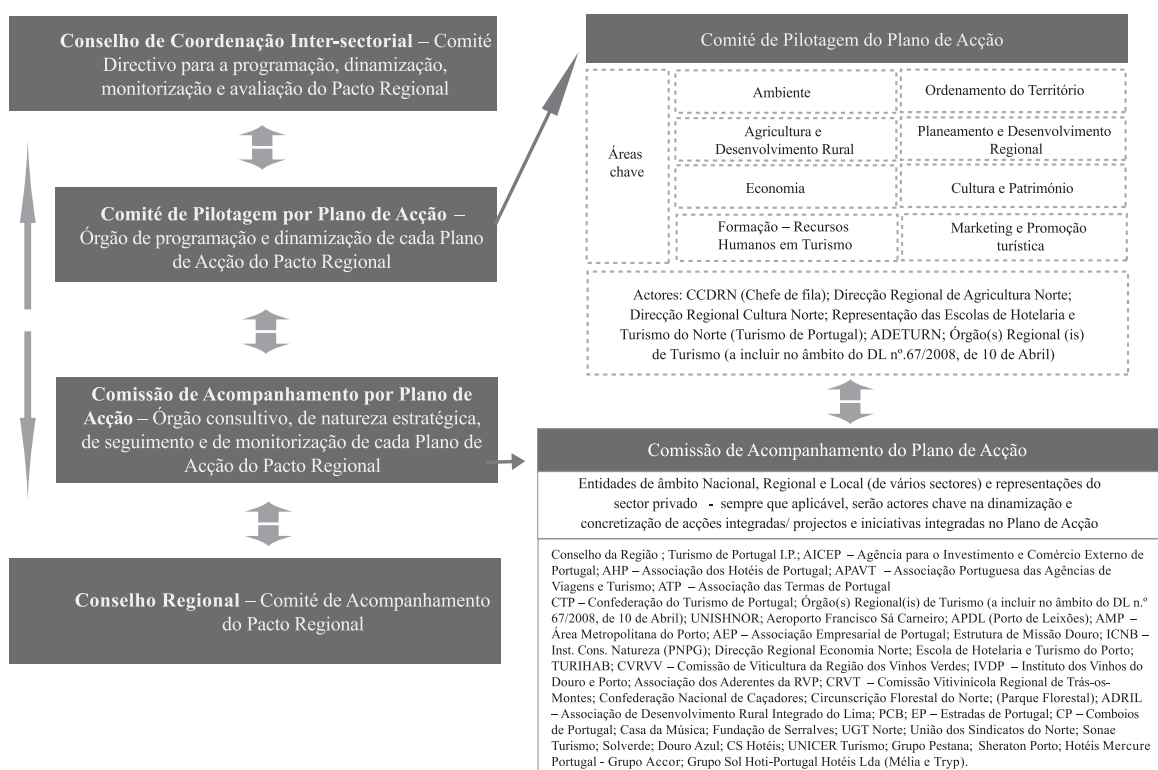 Conselho de Coordenação Inter-sectorial – Comité
Directivo para a programação, dinamização,
monitorização e avaliação do Pacto Regional
Comité de Pilotagem por Plano de Acção –
Órgão de programação e dinamização de cada Plano
de Acção do Pacto Regional
Comissão de Acompanhamento por Plano de
Acção – Órgão consultivo, de natureza estratégica,
de seguimento e de monitorização de cada Plano de
Acção do Pacto Regional
Conselho Regional – Comité de Acompanhamento
do Pacto Regional
Comité de Pilotagem do Plano de Acção
Áreas
chave
Ambiente
Ordenamento do Território
Agricultura e
Desenvolvimento Rural
Planeamento e Desenvolvimento
Regional
Economia
Cultura e Património
Formação – Recursos
Humanos em Turismo
Marketing e Promoção
turística
Actores: CCDRN (Chefe de fila); Direcção Regional de Agricultura Norte;
Direcção Regional Cultura Norte; Representação das Escolas de Hotelaria e
Turismo do Norte (Turismo de Portugal); ADETURN; Órgão(s) Regional (is)
de Turismo (a incluir no âmbito do DL nº.67/2008, de 10 de Abril)
Comissão de Acompanhamento do Plano de Acção
Entidades de âmbito Nacional, Regional e Local (de vários sectores) e representações do
sector privado - sempre que aplicável, serão actores chave na dinamização e
concretização de acções integradas/ projectos e iniciativas integradas no Plano de Acção
Conselho da Região ; Turismo de Portugal I.P.; AICEP – Agência para o Investimento e Comércio Externo de
Portugal; AHP – Associação dos Hotéis de Portugal; APAVT – Associação Portuguesa das Agências de
Viagens e Turismo; ATP – Associação das Termas de Portugal
CTP – Confederação do Turismo de Portugal; Órgão(s) Regional(is) de Turismo (a incluir no âmbito do DL n.º
67/2008, de 10 de Abril); UNISHNOR; Aeroporto Francisco Sá Carneiro; APDL (Porto de Leixões); AMP –
Área Metropolitana do Porto; AEP – Associação Empresarial de Portugal; Estrutura de Missão Douro; ICNB –
Inst. Cons. Natureza (PNPG); Direcção Regional Economia Norte; Escola de Hotelaria e Turismo do Porto;
TURIHAB; CVRVV – Comissão de Viticultura da Região dos Vinhos Verdes; IVDP – Instituto dos Vinhos do
Douro e Porto; Associação dos Aderentes da RVP; CRVT – Comissão Vitivinícola Regional de Trás-os-
Montes; Confederação Nacional de Caçadores; Circunscrição Florestal do Norte; (Parque Florestal); ADRIL
– Associação de Desenvolvimento Rural Integrado do Lima; PCB; EP – Estradas de Portugal; CP – Comboios
de Portugal; Casa da Música; Fundação de Serralves; UGT Norte; União dos Sindicatos do Norte; Sonae
Turismo; Solverde; Douro Azul; CS Hotéis; UNICER Turismo; Grupo Pestana; Sheraton Porto; Hotéis Mercure
Portugal - Grupo Accor; Grupo Sol Hoti-Portugal Hotéis Lda (Mélia e Tryp).